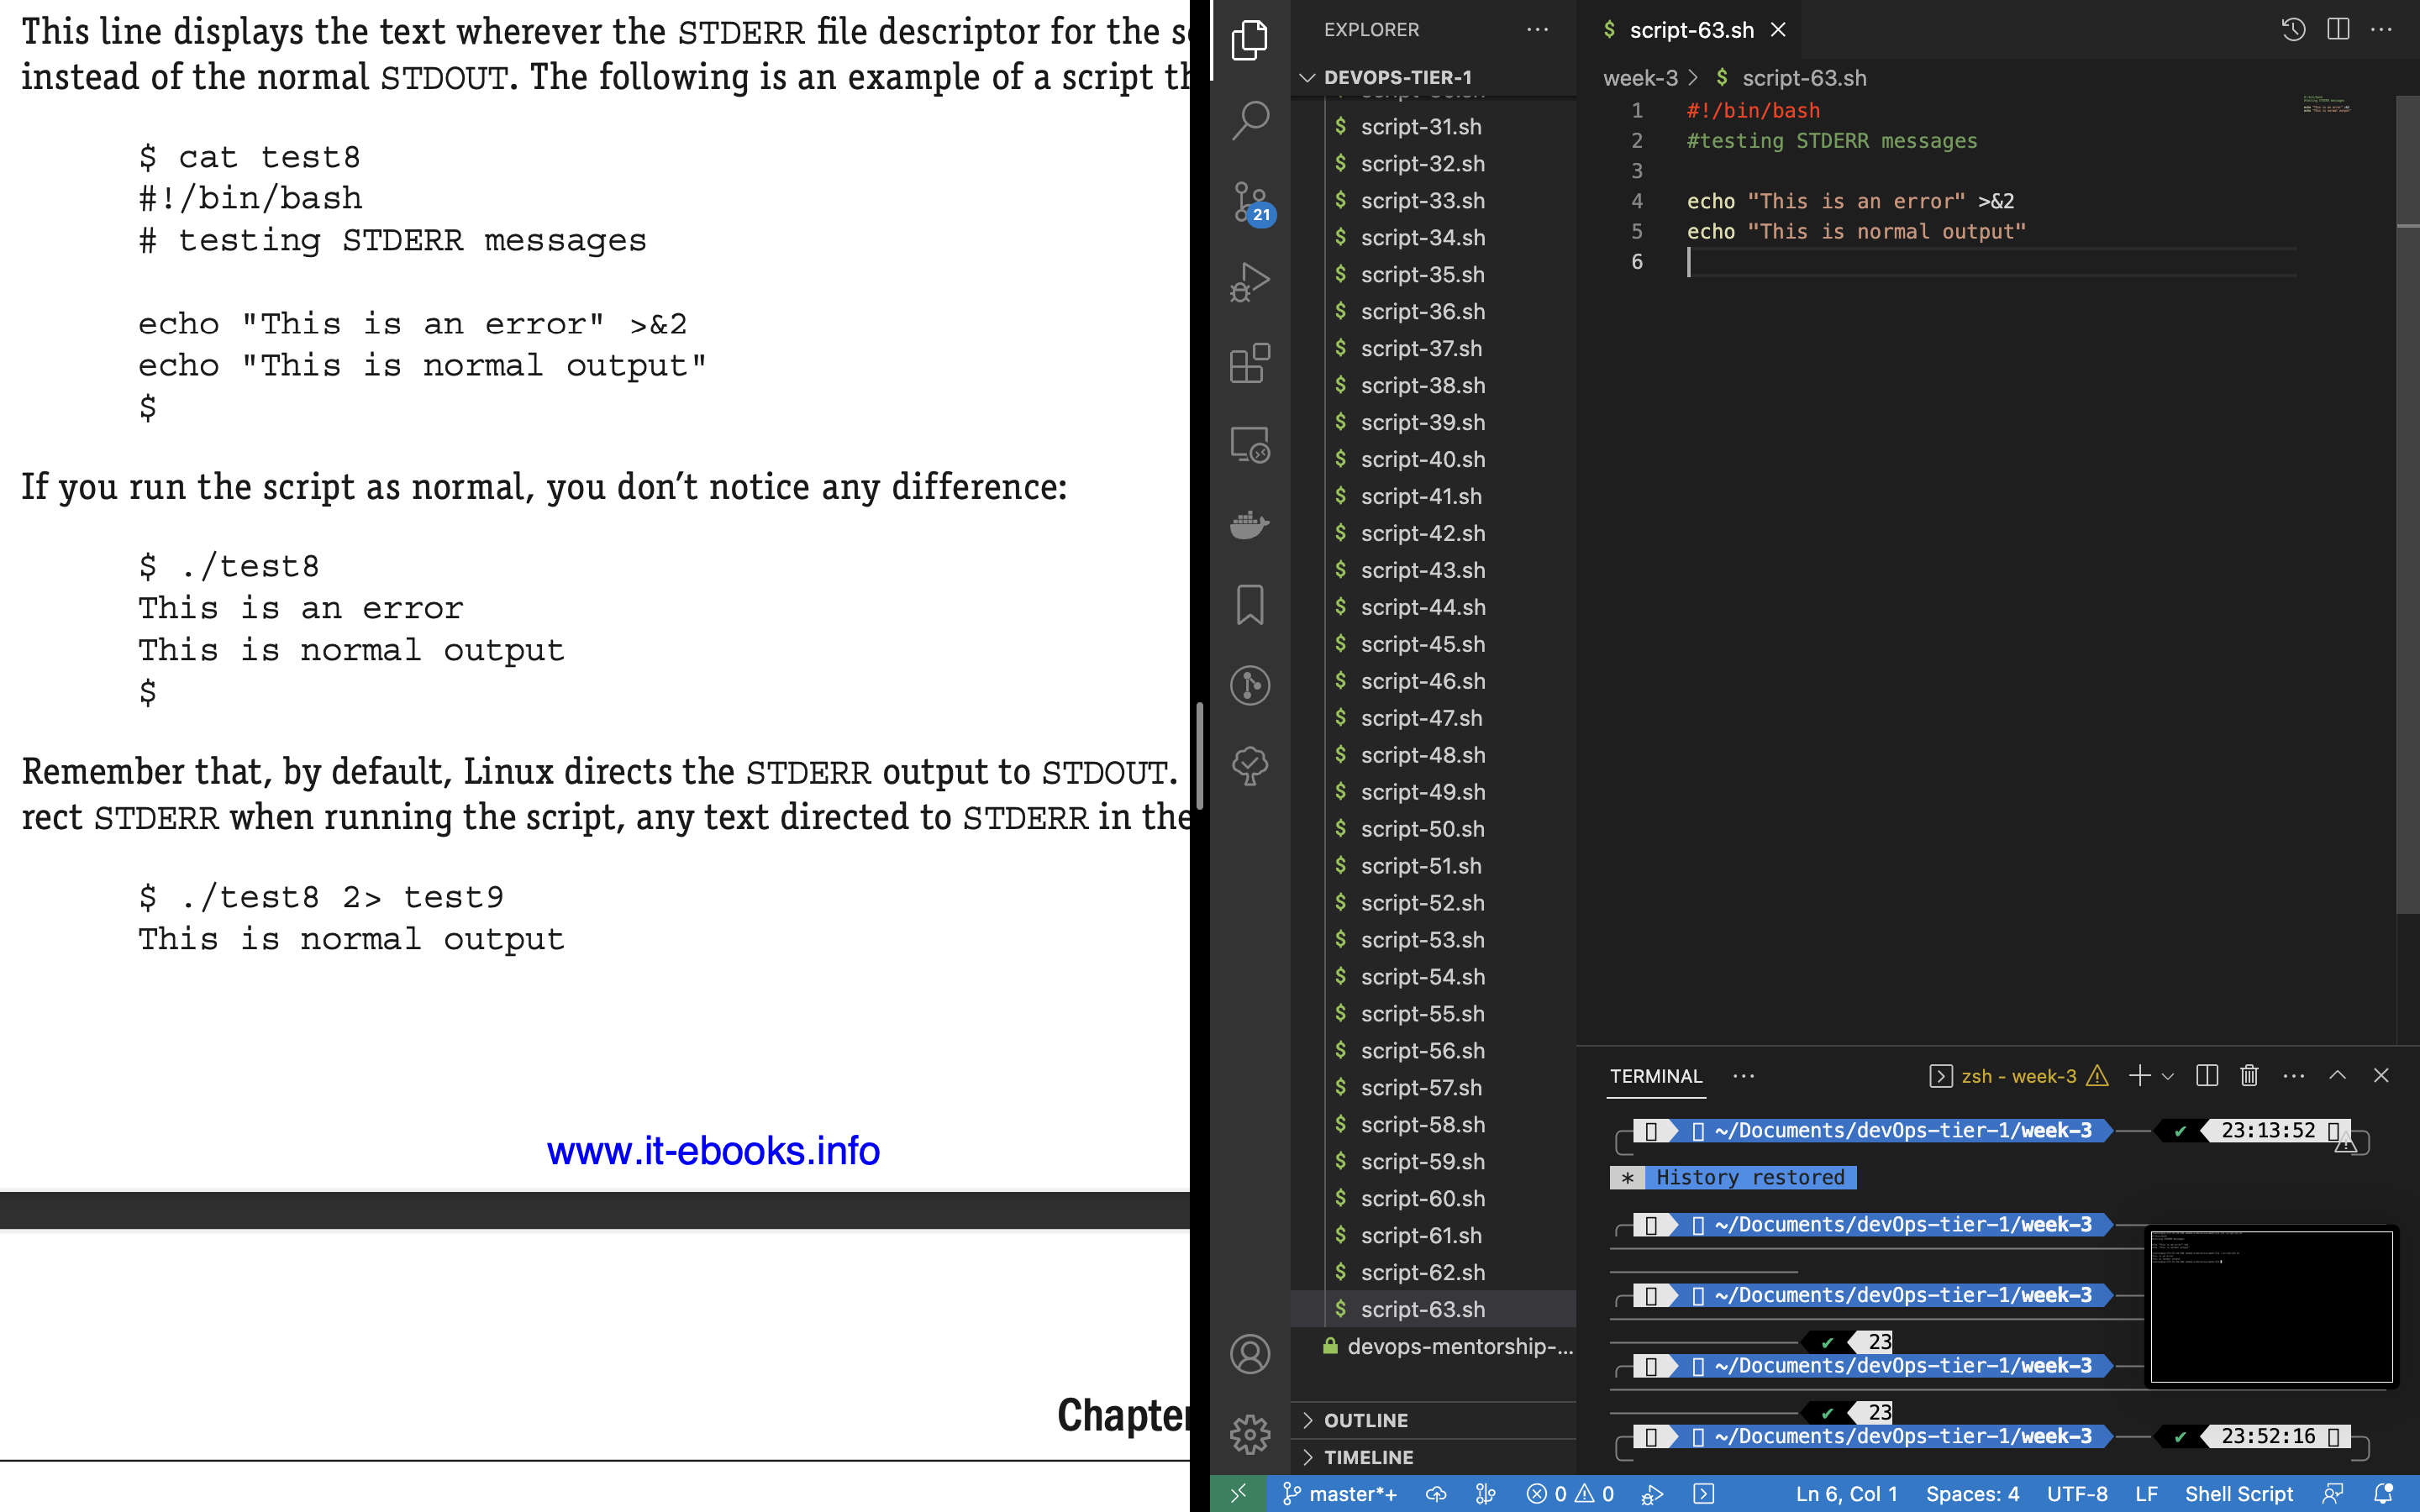 This line displays the text wherever the STDERR file descriptor for the
instead of the normal STDOUT. The following is an example of a script
$ cat test8
#!/bin/bash
# testing STDERR messages
echo "This is an error" >&2
echo "This is normal output"
$
If you run the script as normal, you don’t notice any difference:
$ ./test8
This is an error
This is normal output
$
Remember that, by default, Linux directs the STDERR output to STDOUT.
rect STDERR when running the script, any text directed to STDERR in the
$ ./test8 2> test9
This is normal output
www.it-ebooks.info
Chapter
21
EXPLORER
DEVOPS-TIER-1
$ script-31.sh
$ script-32.sh
$ script-33.sh
$ script-34.sh
$ script-35.sh
$ script-36.sh
$ script-37.sh
$ script-38.sh
$ script-39.sh
$ script-40.sh
$ script-41.sh
$ script-42.sh
$ script-43.sh
$ script-44.sh
$ script-45.sh
$ script-46.sh
$ script-47.sh
$ script-48.sh
$ script-49.sh
$ script-50.sh
$ script-51.sh
$ script-52.sh
$ script-53.sh
$ script-54.sh
$ script-55.sh
$ script-56.sh
$ script-57.sh
$ script-58.sh
$ script-59.sh
$ script-60.sh
$ script-61.sh
$ script-62.sh
$ script-63.sh
devops-mentorship-...
OUTLINE
TIMELINE
$ script-63.sh
week-3 > $ script-63.sh
1 #!/bin/bash
2 #testing STDERR messages
3
4 echo "This is an error" >&2
5 echo "This is normal output"
6
TERMINAL
zsh - week-3
~/Documents/devOps-tier-1/week-3 ✔ 23:13:52
* History restored
~/Documents/devOps-tier-1/week-3
~/Documents/devOps-tier-1/week-3
✔ 23
~/Documents/devOps-tier-1/week-3
✔ 23
~/Documents/devOps-tier-1/week-3 ✔ 23:52:16
master*+ 0 0 Ln 6, Col 1 Spaces: 4 UTF-8 LF Shell Script